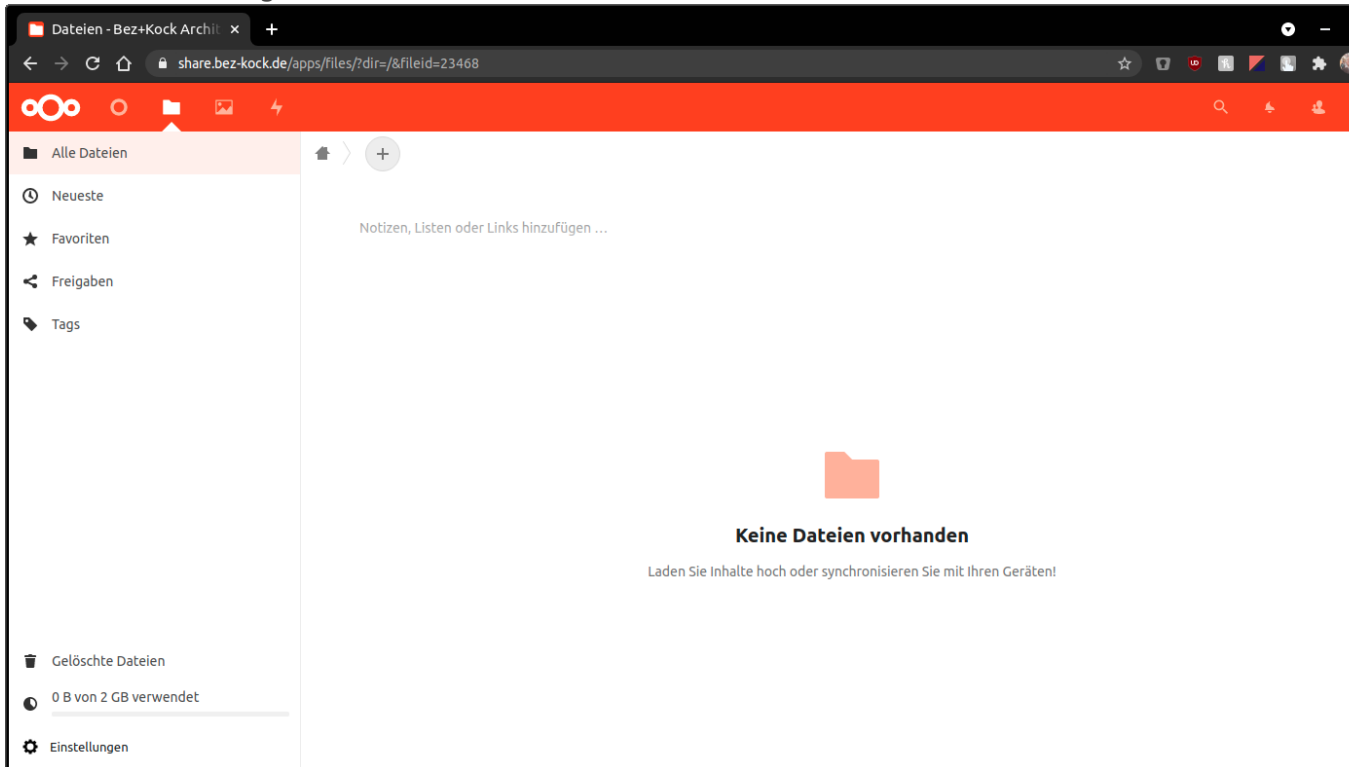 Dateien - Bez+Kock Archit
share.bez-kock.de/apps/files/?dir=/&fileid=23468
Alle Dateien
Neueste
Notizen, Listen oder Links hinzufügen …
Favoriten
Freigaben
Tags
Keine Dateien vorhanden
Laden Sie Inhalte hoch oder synchronisieren Sie mit Ihren Geräten!
Gelöschte Dateien
0 B von 2 GB verwendet
Einstellungen